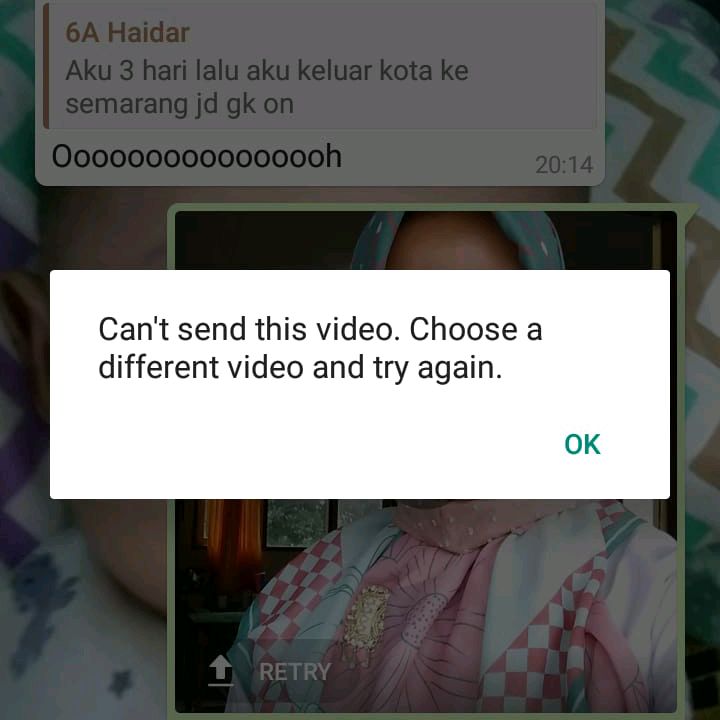 6A Haidar
Aku 3 hari lalu aku keluar kota ke
semarang jd gk on
Ooooooooooooooooh
20:14
Can't send this video. Choose a
different video and try again.
OK
RETRY